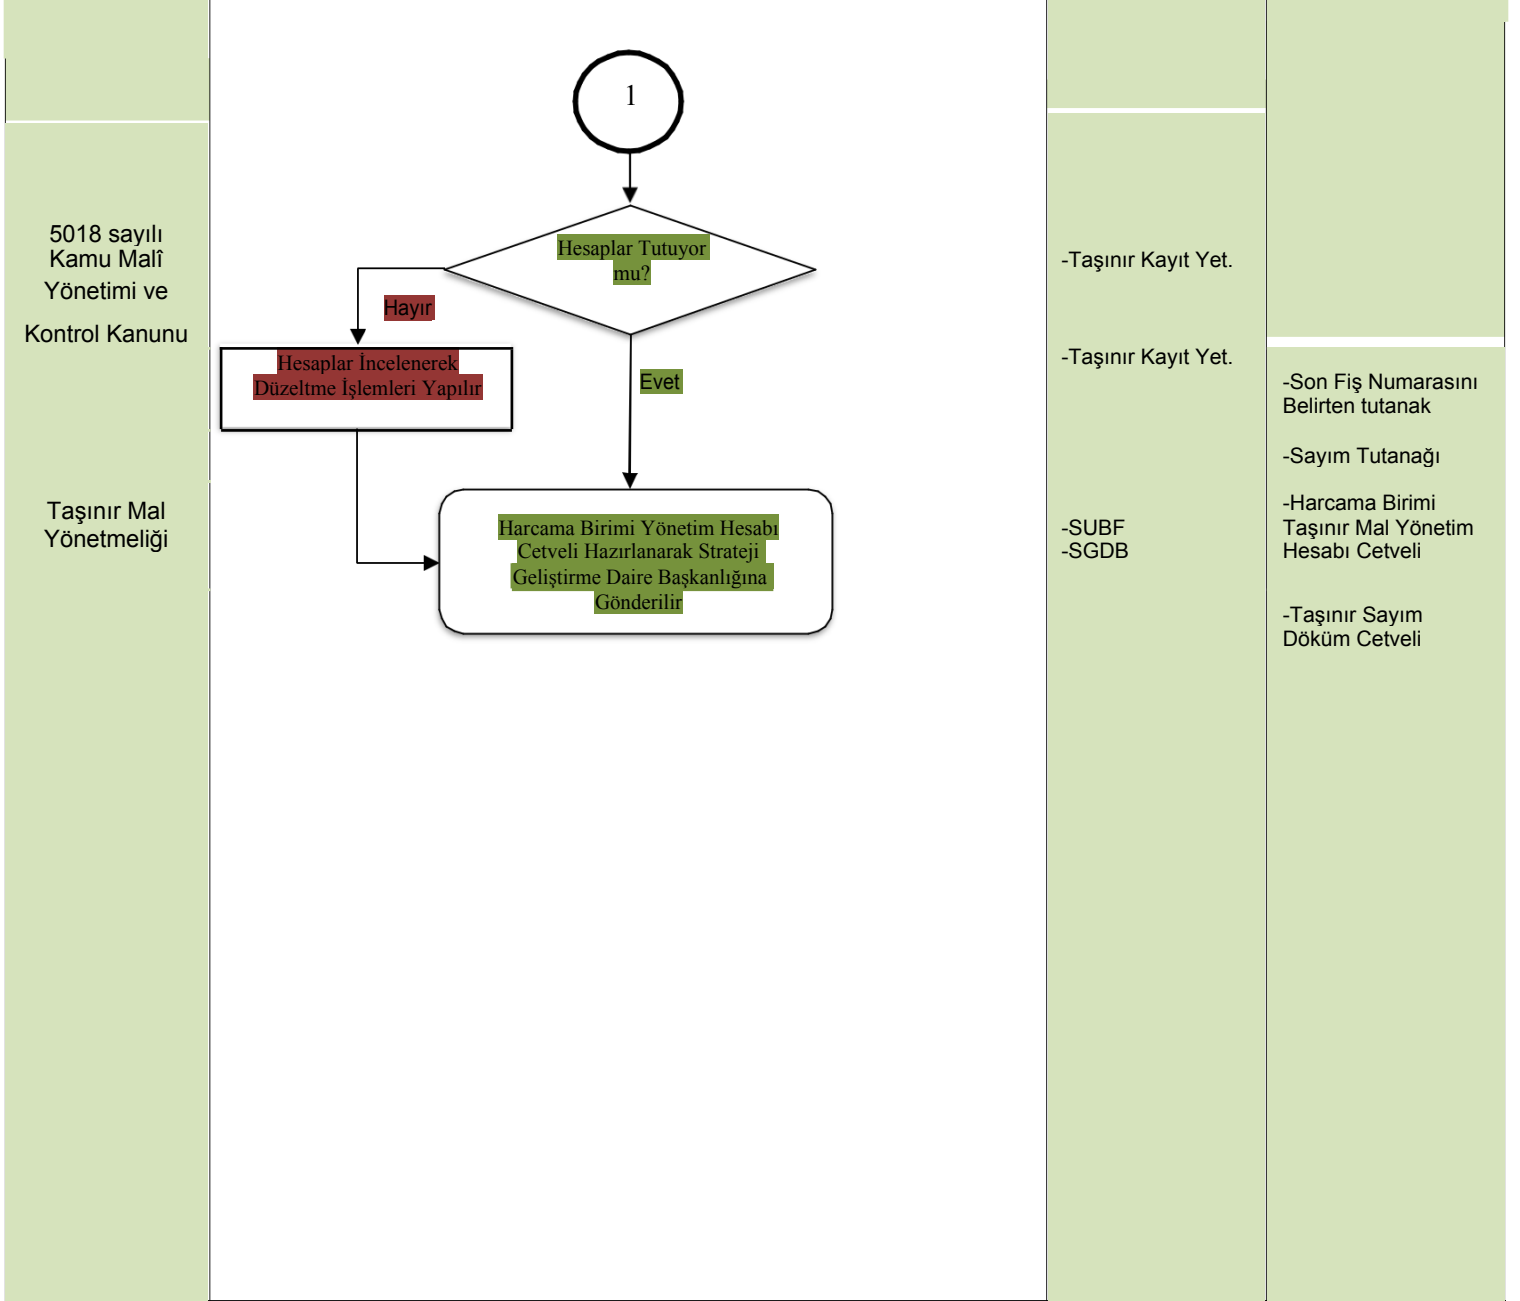 5018 sayılı
Kamu Malî
Yönetimi ve
Kontrol Kanunu
Taşınır Mal
Yönetmeliği
1
Hesaplar Tutuyor
mu?
Hayır
Hesaplar İncelenerek
Düzeltme İşlemleri Yapılır
Evet
Harcama Birimi Yönetim Hesabı
Cetveli Hazırlanarak Strateji
Geliştirme Daire Başkanlığına
Gönderilir
-Taşınır Kayıt Yet.
-Taşınır Kayıt Yet.
-SUBF
-SGDB
-Son Fiş Numarasını
Belirten tutanak
-Sayım Tutanağı
-Harcama Birimi
Taşınır Mal Yönetim
Hesabı Cetveli
-Taşınır Sayım
Döküm Cetveli